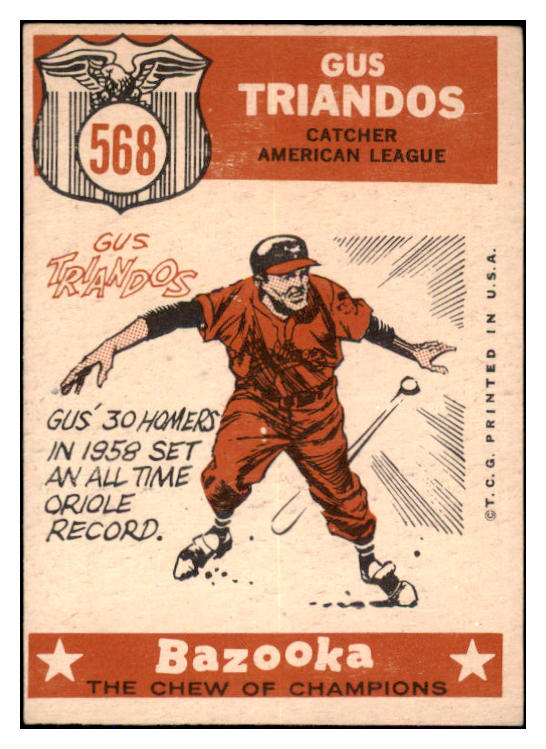 568
GUS
TRIANDOS
CATCHER
AMERICAN LEAGUE
GUS
TRIANDOS
GUS' 30 HOMERS
IN 1958 SET
AN ALL TIME
ORIOLE
RECORD.
©T.C.G. PRINTED IN U.S.A.
Bazooka
THE CHEW OF CHAMPIONS